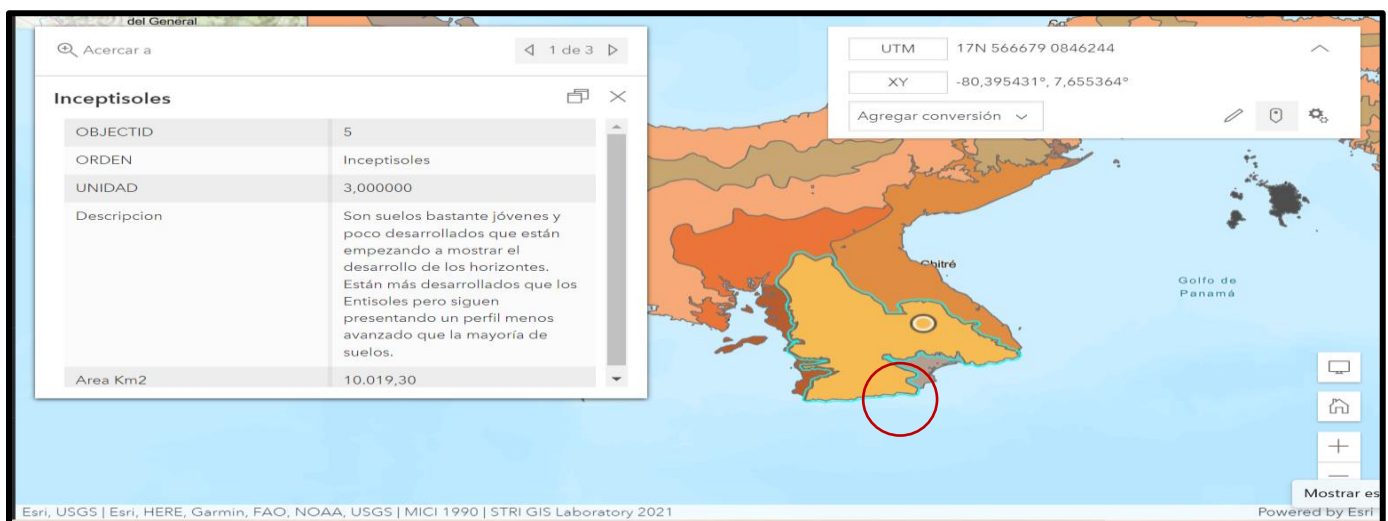 del General
Acercar a
1 de 3
Inceptisoles
OBJECTID 5
ORDEN Inceptisoles
UNIDAD 3,000000
Descripcion Son suelos bastante jóvenes y
poco desarrollados que están
empezando a mostrar el
desarrollo de los horizontes.
Están más desarrollados que los
Entisoles pero siguen
presentando un perfil menos
avanzado que la mayoría de
suelos.
Area Km2 10.019,30
UTM 17N 566679 0846244
XY -80,395431°, 7,655364°
Agregar conversión
Chitré
Golfo de
Panamá
Mostrar es
Esri, USGS | Esri, HERE, Garmin, FAO, NOAA, USGS | MICI 1990 | STRI GIS Laboratory 2021
Powered by Esri